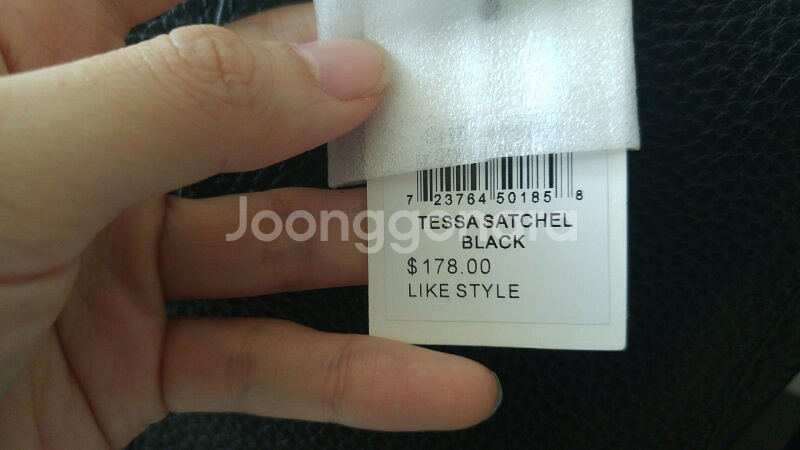 7 23764 50185 8
TESSA SATCHEL
BLACK
$178.00
LIKE STYLE
Joonggonara